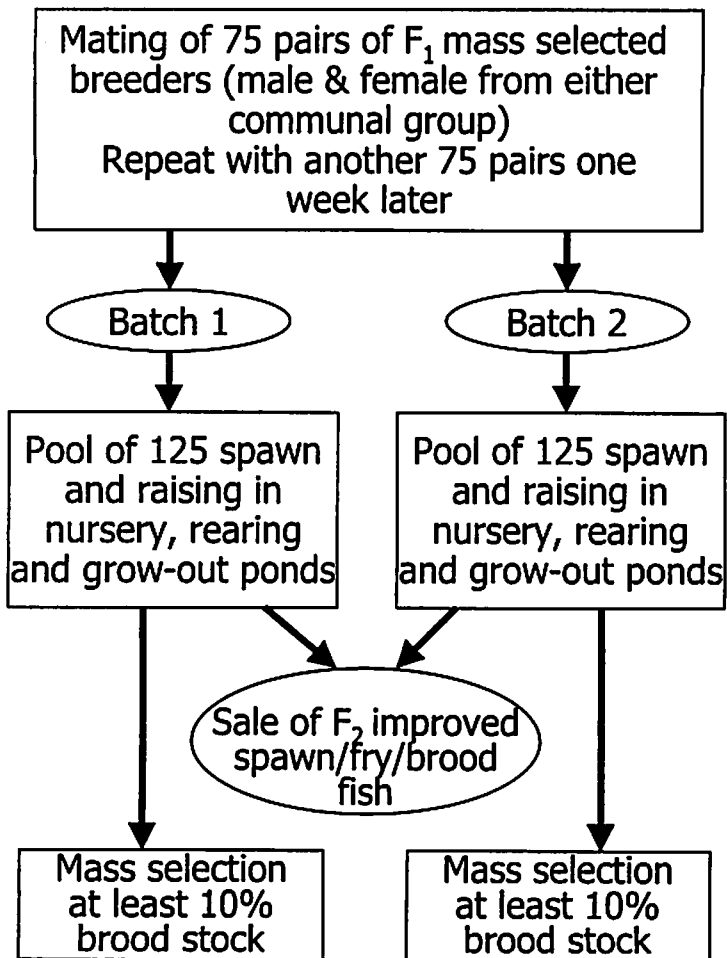 Mating of 75 pairs of F₁ mass selected
breeders (male & female from either
communal group)
Repeat with another 75 pairs one
week later
Batch 1
Batch 2
Pool of 125 spawn
and raising in
nursery, rearing
and grow-out ponds
Pool of 125 spawn
and raising in
nursery, rearing
and grow-out ponds
Sale of F₂ improved
spawn/fry/brood
fish
Mass selection
at least 10%
brood stock
Mass selection
at least 10%
brood stock